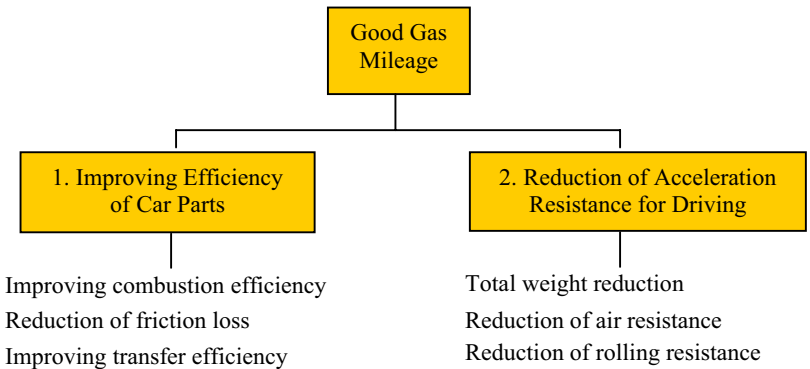 Good Gas
Mileage
1. Improving Efficiency
of Car Parts
2. Reduction of Acceleration
Resistance for Driving
Improving combustion efficiency
Reduction of friction loss
Improving transfer efficiency
Total weight reduction
Reduction of air resistance
Reduction of rolling resistance